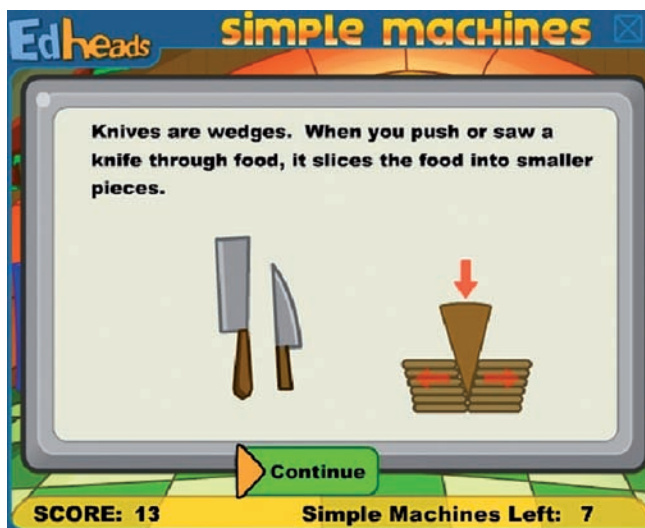 Edheads simple machines
Knives are wedges. When you push or saw a
knife through food, it slices the food into smaller
pieces.
Continue
SCORE: 13 Simple Machines Left: 7